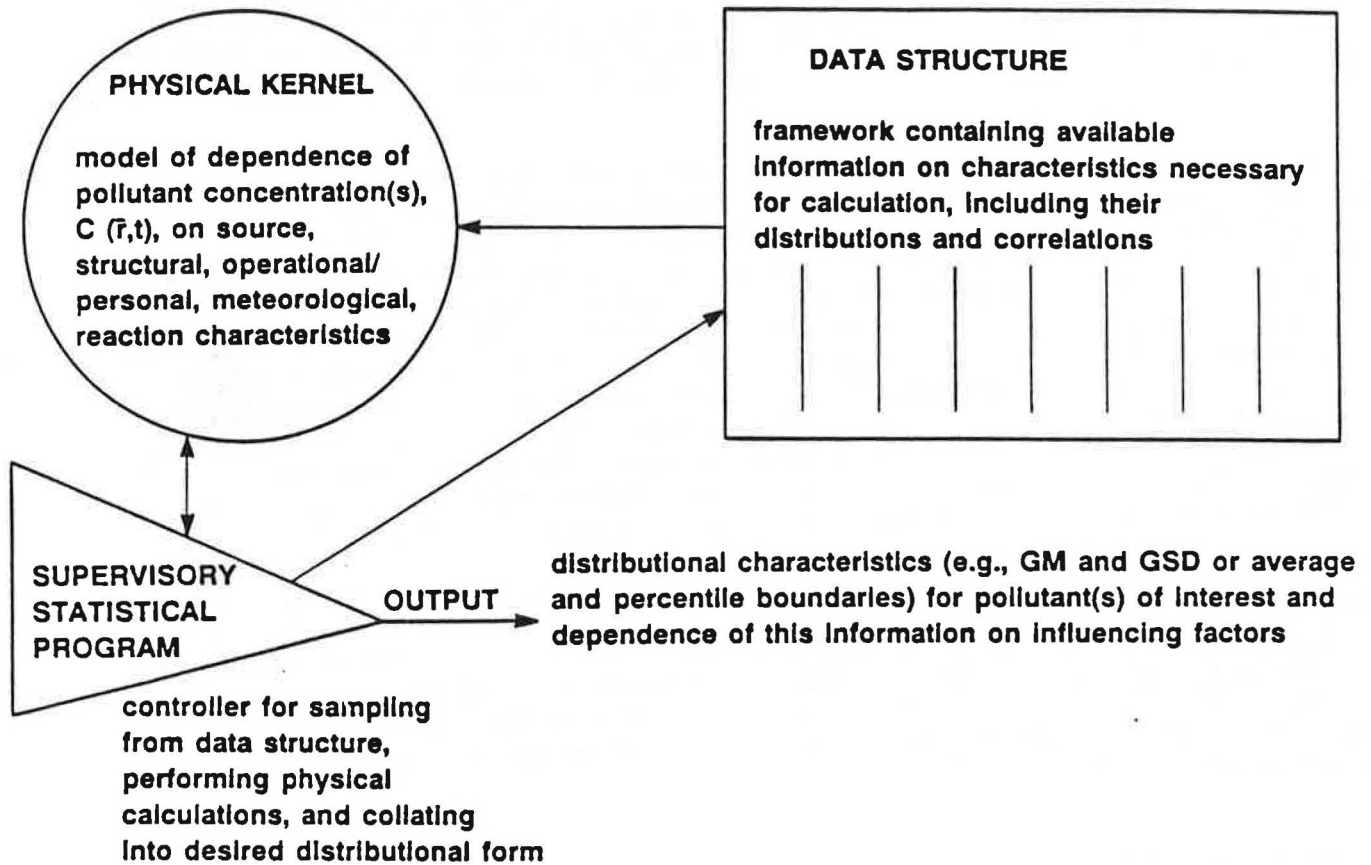 PHYSICAL KERNEL
model of dependence of
pollutant concentration(s),
C (r̄,t), on source,
structural, operational/
personal, meteorological,
reaction characteristics
DATA STRUCTURE
framework containing available
information on characteristics necessary
for calculation, including their
distributions and correlations
SUPERVISORY
STATISTICAL
PROGRAM
OUTPUT
distributional characteristics (e.g., GM and GSD or average
and percentile boundaries) for pollutant(s) of interest and
dependence of this information on influencing factors
controller for sampling
from data structure,
performing physical
calculations, and collating
into desired distributional form